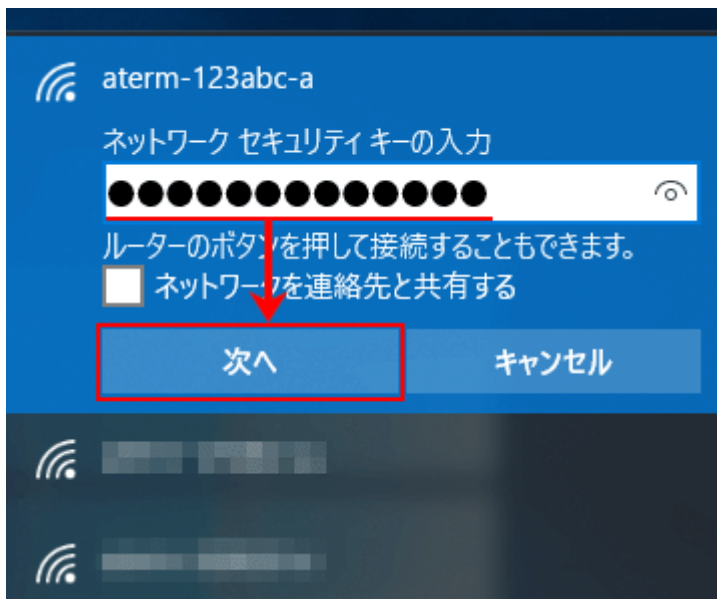 aterm-123abc-a
ネットワーク セキュリティ キーの入力
●●●●●●●●●●●●●
ルーターのボタンを押して接続することもできます。
ネットワークを連絡先と共有する
次へ
キャンセル